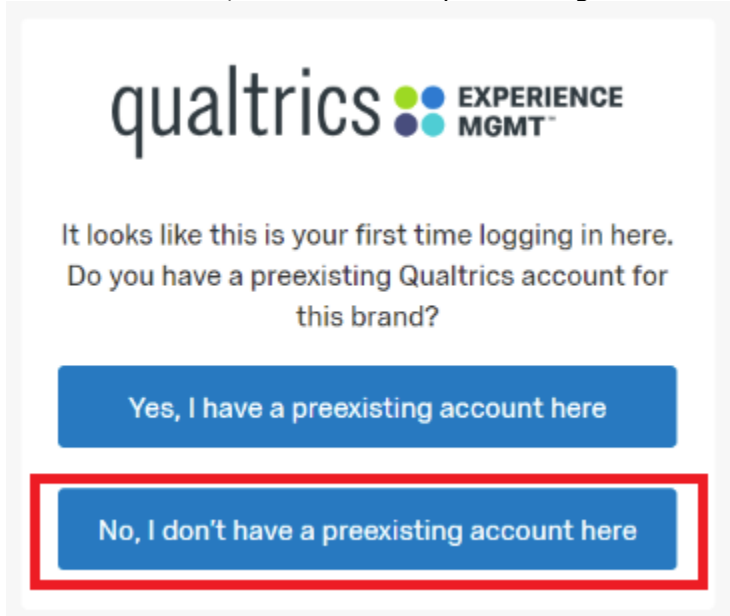 qualtrics EXPERIENCE
MGMT™
It looks like this is your first time logging in here.
Do you have a preexisting Qualtrics account for
this brand?
Yes, I have a preexisting account here
No, I don't have a preexisting account here